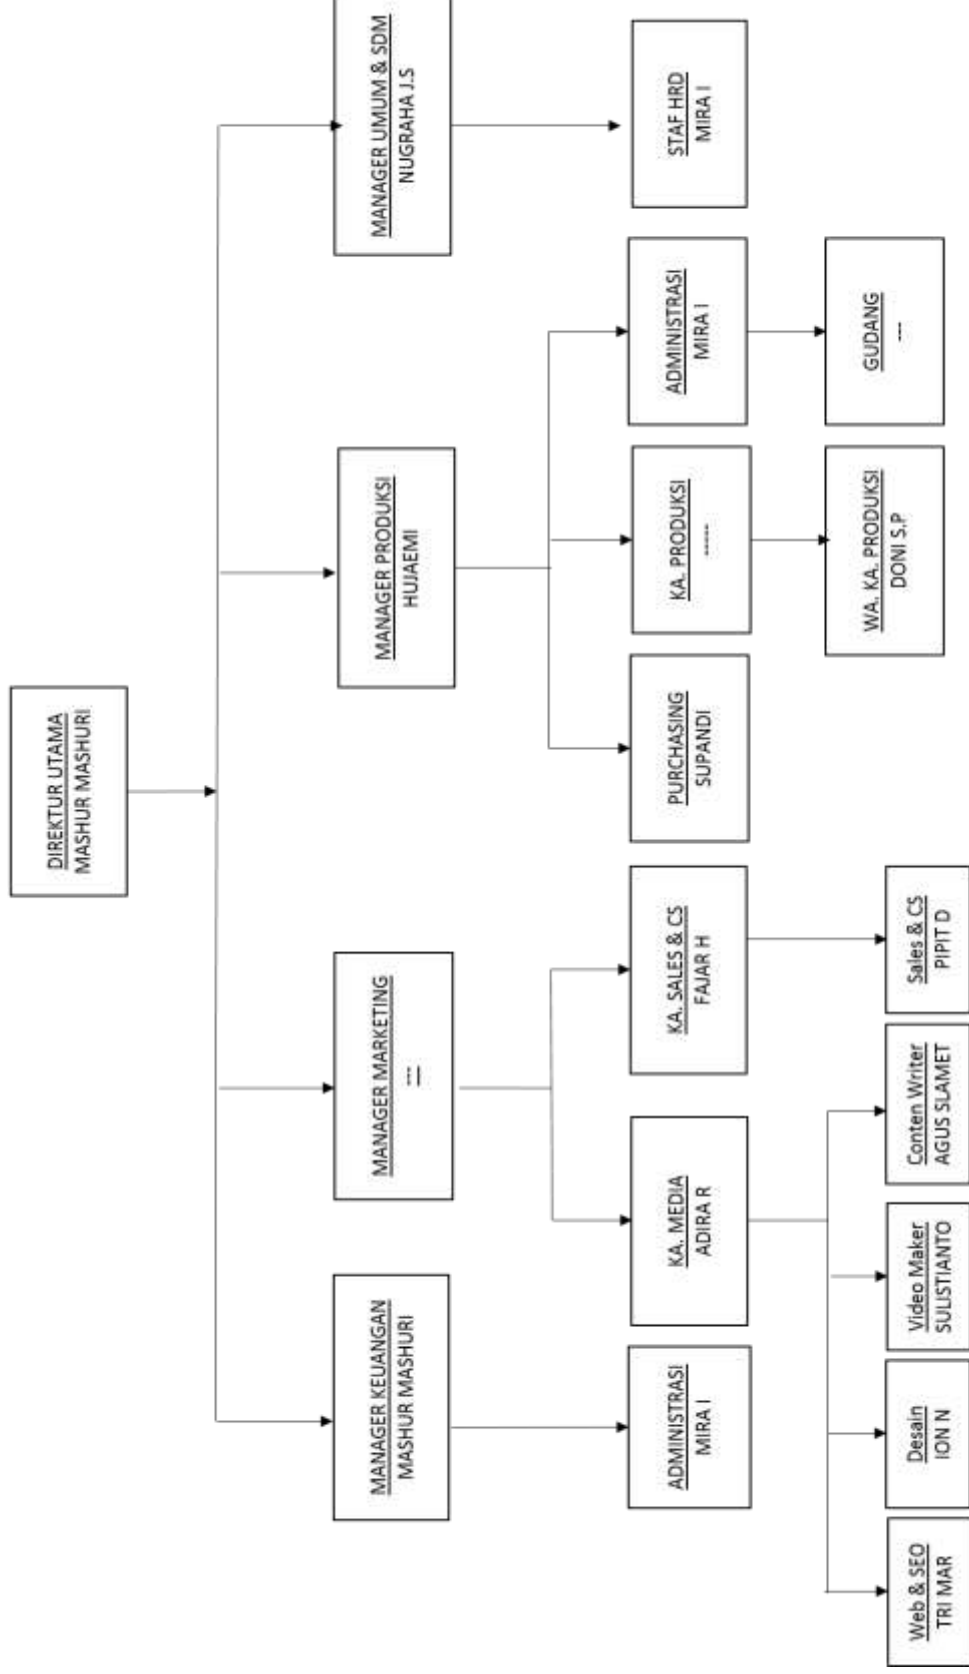 DIREKTUR UTAMA
MASHUR MASHURI
MANAGER KEUANGAN
MASHUR MASHURI
MANAGER MARKETING
---
MANAGER PRODUKSI
HUJAEMI
MANAGER UMUM & SDM
NUGRAHA J.S
ADMINISTRASI
MIRA I
KA. MEDIA
ADIRA R
KA. SALES & CS
FAJAR H
PURCHASING
SUPANDI
KA. PRODUKSI
-----
ADMINISTRASI
MIRA I
STAF HRD
MIRA I
WA. KA. PRODUKSI
DONI S.P
GUDANG
---
Web & SEO
TRI MAR
Desain
ION N
Video Maker
SULISTIANTO
Conten Writer
AGUS SLAMET
Sales & CS
PIPIT D